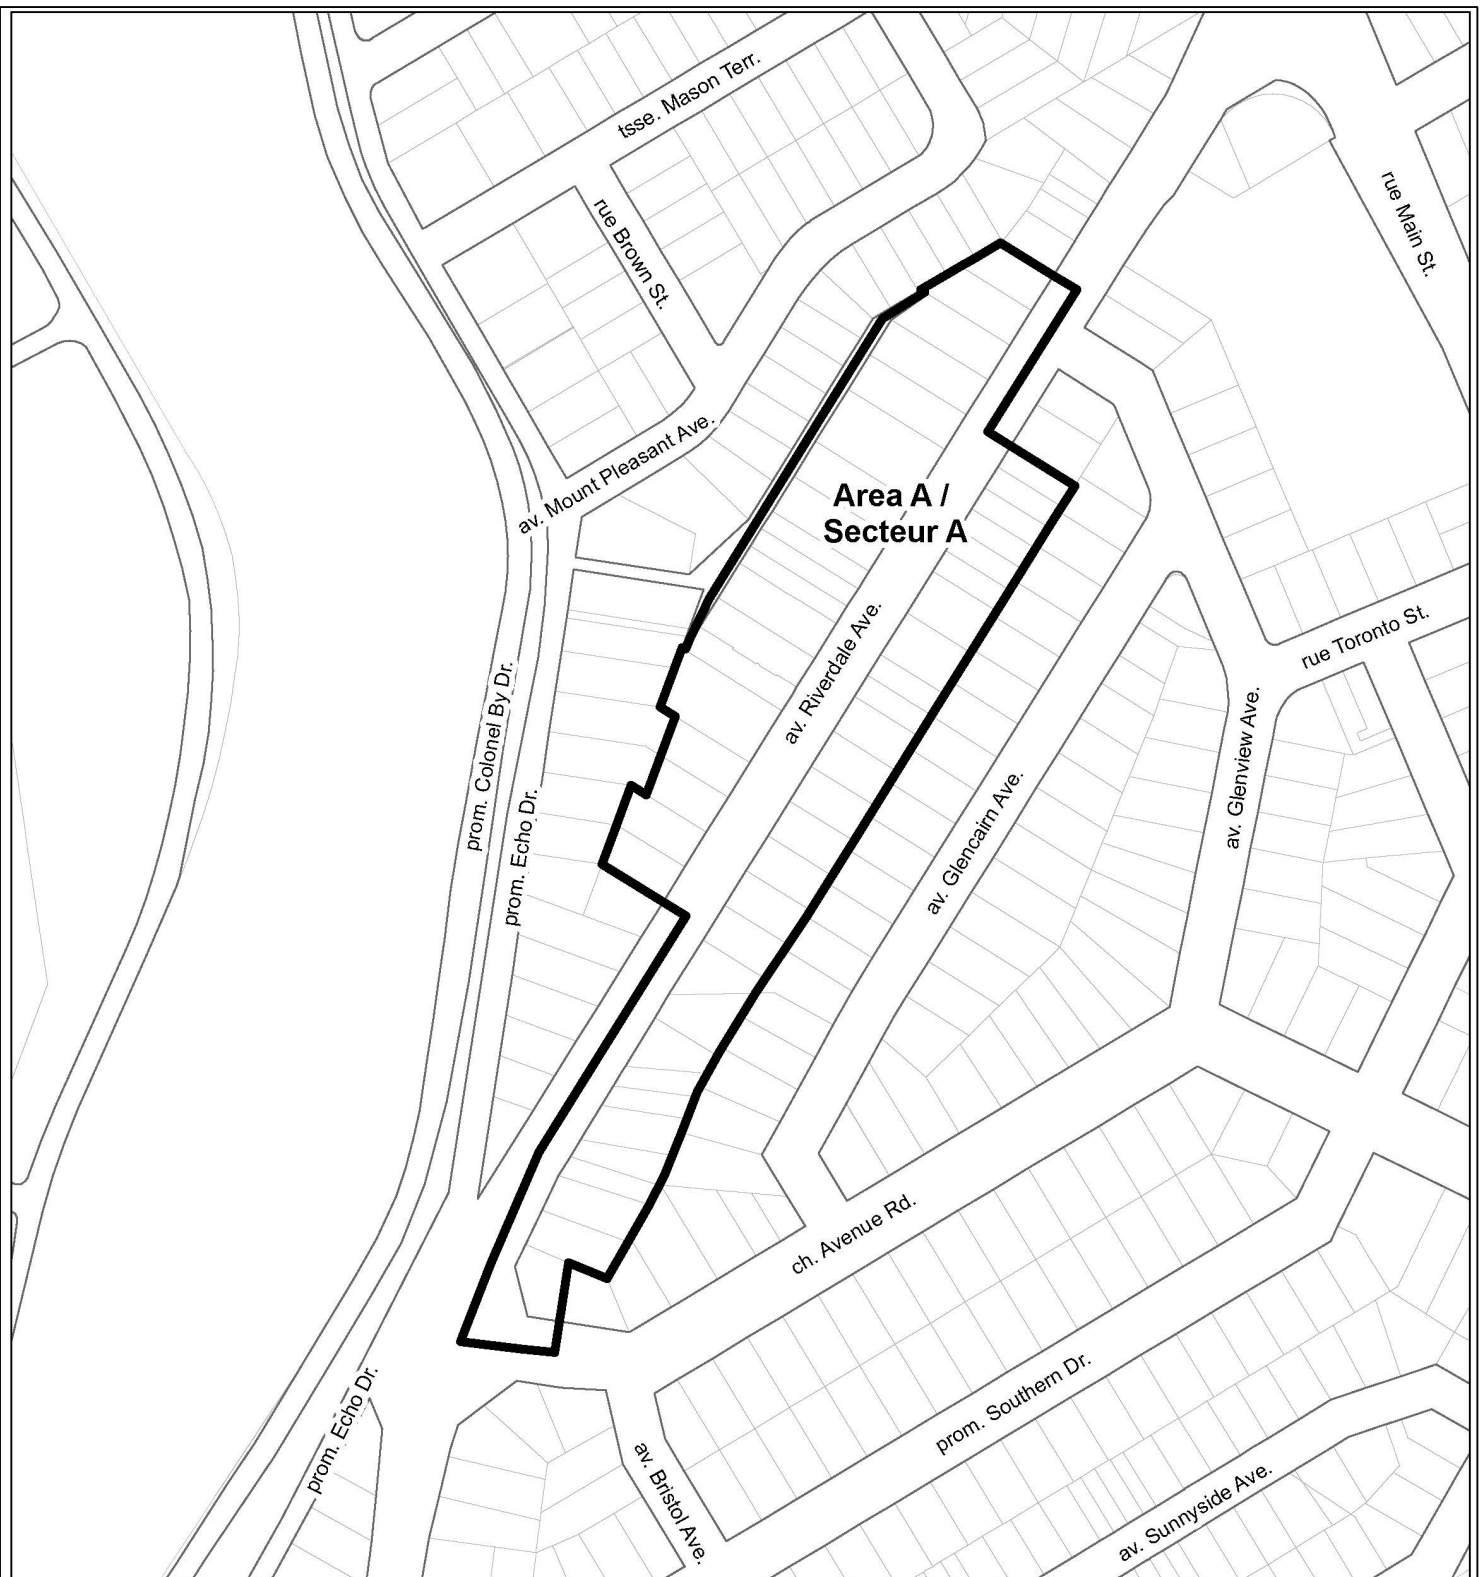 tsse. Mason Terr.
rue Brown St.
rue Main St.
av. Mount Pleasant Ave.
Area A /
Secteur A
av. Riverdale Ave.
rue Toronto St.
prom. Colonel By Dr.
prom. Echo Dr.
av. Glenview Ave.
av. Glencairn Ave.
ch. Avenue Rd.
prom. Echo Dr.
prom. Southern Dr.
av. Bristol Ave.
av. Sunnyside Ave.